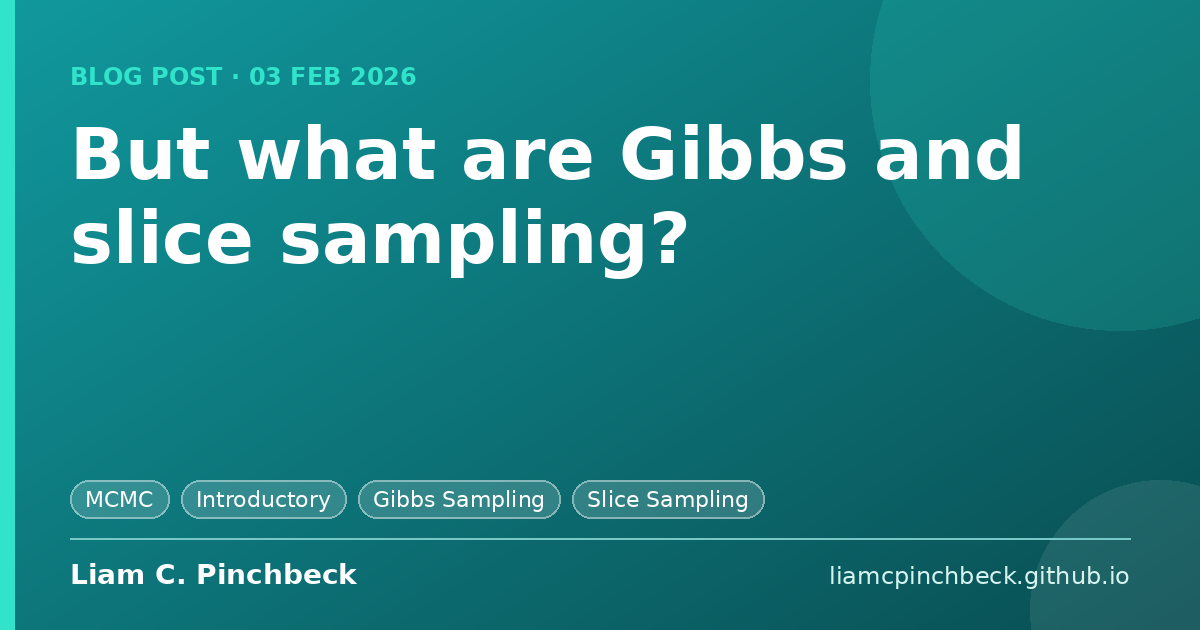 BLOG POST · 03 FEB 2026
But what are Gibbs and
slice sampling?
MCMC
Introductory
Gibbs Sampling
Slice Sampling
Liam C. Pinchbeck
liamcpinchbeck.github.io